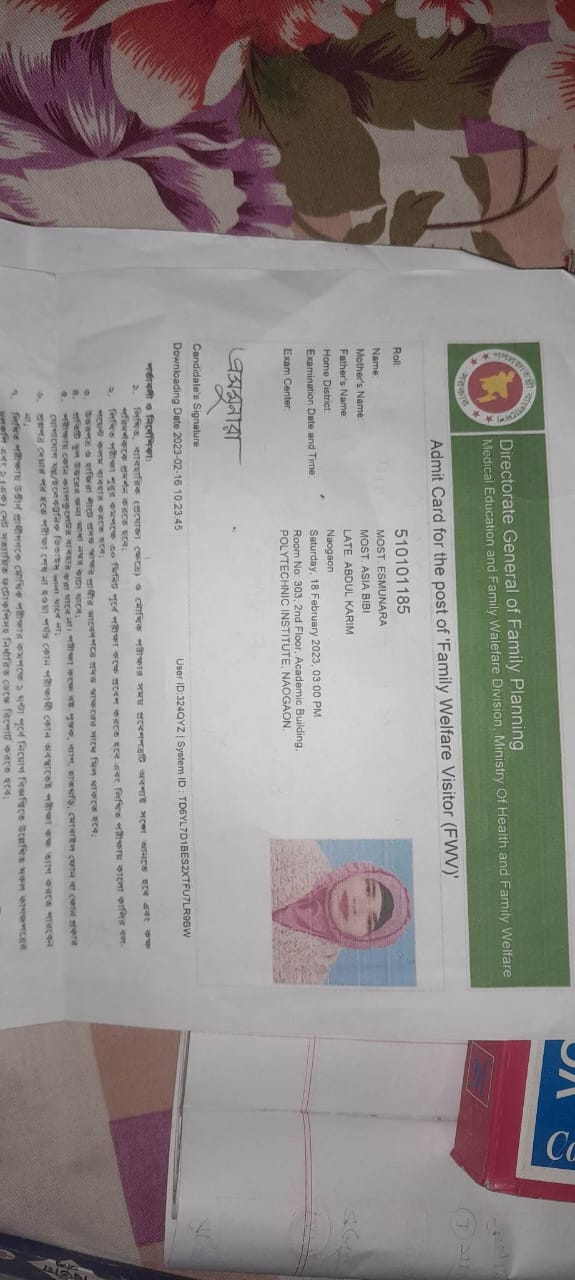 গণপ্রজাতন্ত্রী বাংলাদেশ
সরকার
Directorate General of Family Planning
Medical Education and Family Walefare Division, Ministry Of Health and Family Welfare
Admit Card for the post of 'Family Welfare Visitor (FWV)'
Roll: 510101185
Name: MOST. ESMUNARA
Mother's Name: MOST. ASIA BIBI
Father's Name: LATE. ABDUL KARIM
Home District: Naogaon
Examination Date and Time: Saturday, 18 February 2023, 03:00 PM
Exam Center: Room No: 303, 2nd Floor, Academic Building,
POLYTECHNIC INSTITUTE, NAOGAON.
এসমুনারা
Candidate's Signature
Downloading Date 2023-02-16 10:23:45 User ID:324QYZ | System ID : TD6YL7D1BES2XTFU7LR9BW
শর্তাবলী ও নির্দেশিকা:
১. লিখিত, ব্যাবহারিক (প্রযোজ্য ক্ষেত্রে) ও মৌখিক পরীক্ষার সময় প্রবেশপত্রটি অবশ্যই সঙ্গে আনতে হবে এবং কক্ষ
পরিদর্শককে প্রদর্শন করতে হবে;
২. লিখিত পরীক্ষা শুরুর কমপক্ষে ৩০ মিনিট পূর্বে পরীক্ষা কক্ষে প্রবেশ করতে হবে এবং লিখিত পরীক্ষায় কালো কালির বল-
পয়েন্ট কলম ব্যবহার করতে হবে;
৩. উত্তরপত্র ও হাজিরা শীটে প্রদত্ত স্বাক্ষর প্রার্থীর আবেদনপত্রে প্রদত্ত স্বাক্ষরের সাথে মিল থাকতে হবে;
৪. প্রতিটি ভুল উত্তরের জন্য আধা নম্বর কাটা যাবে;
পরীক্ষায় কোন ক্যালকুলেটর ব্যবহার করা যাবে না। পরীক্ষা কক্ষে বই-পুস্তক, ব্যাগ, হাতঘড়ি, মোবাইল ফোন বা কোন প্রকার
যোগাযোগ যন্ত্র/ইলেকট্রনিক ডিভাইস আনা যাবে না;
৬. প্রশ্নপত্র দেয়ার পর হতে পরীক্ষা শেষ না হওয়া পর্যন্ত কোন পরীক্ষার্থী কোন অবস্থাতেই পরীক্ষা কক্ষ ত্যাগ করতে পারবেন
না;
৭. লিখিত পরীক্ষায় উত্তীর্ণ প্রার্থীগণকে মৌখিক পরীক্ষার কমপক্ষে ১ ঘন্টা পূর্বে নিয়োগ বিজ্ঞপ্তিতে উল্লেখিত সকল কাগজপত্রের
মূলকপি এবং ১ (এক) সেট সত্যায়িত ফটোকপিসহ নির্ধারিত ডেস্কে রিপোর্ট করতে হবে;